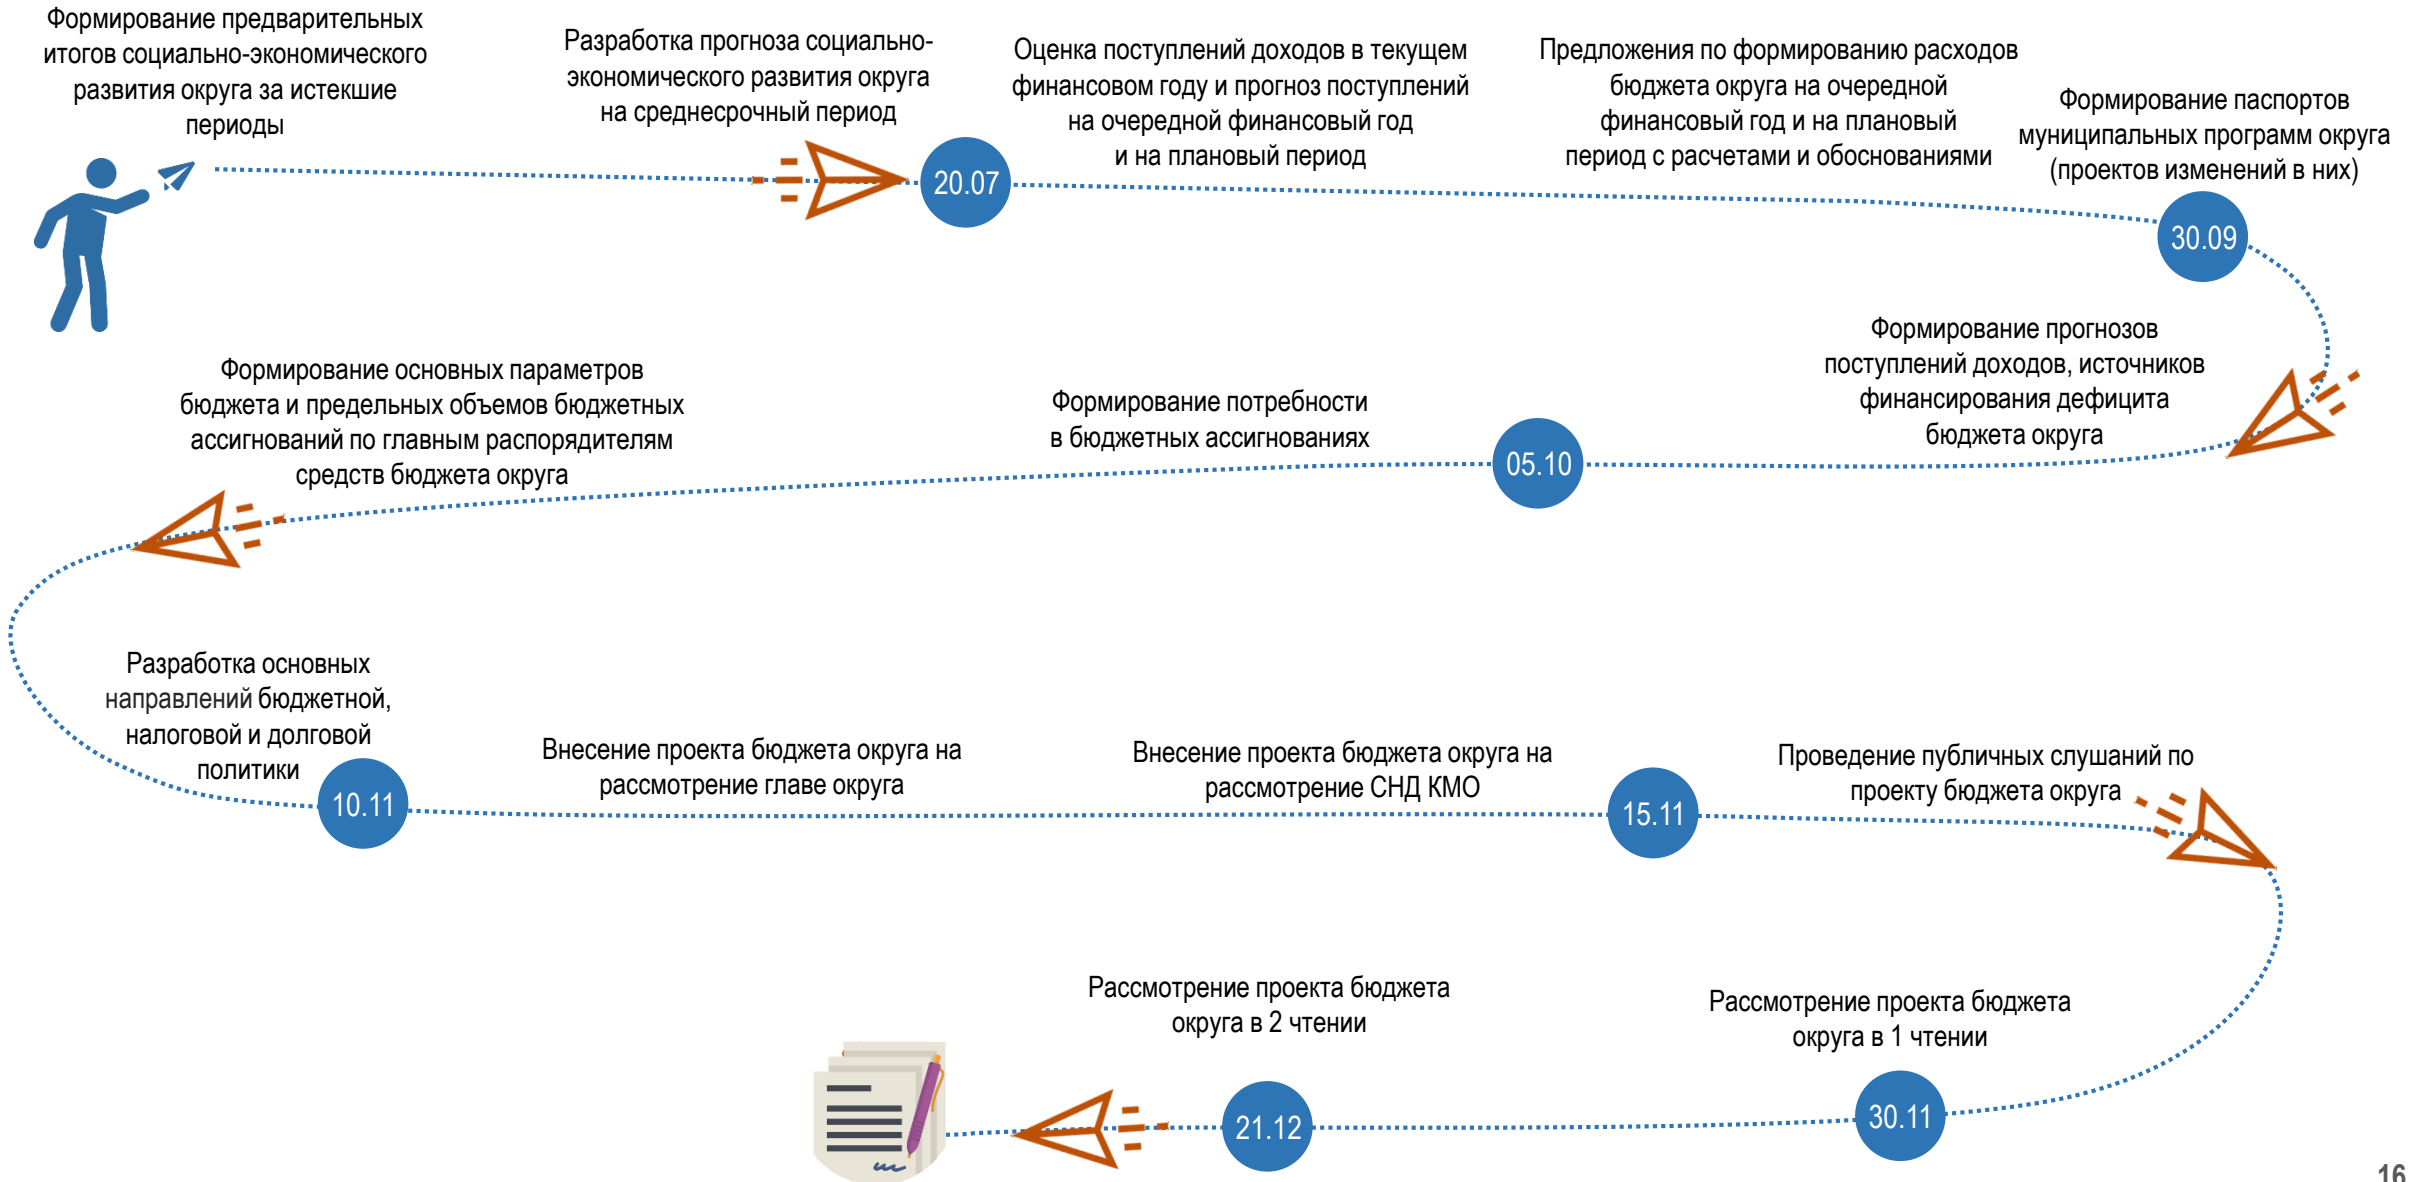 Формирование предварительных
итогов социально-экономического
развития округа за истекшие
периоды
Разработка прогноза социально-
экономического развития округа
на среднесрочный период
20.07
Оценка поступлений доходов в текущем
финансовом году и прогноз поступлений
на очередной финансовый год
и на плановый период
Предложения по формированию расходов
бюджета округа на очередной
финансовый год и на плановый
период с расчетами и обоснованиями
Формирование паспортов
муниципальных программ округа
(проектов изменений в них)
30.09
Формирование прогнозов
поступлений доходов, источников
финансирования дефицита
бюджета округа
05.10
Формирование потребности
в бюджетных ассигнованиях
Формирование основных параметров
бюджета и предельных объемов бюджетных
ассигнований по главным распорядителям
средств бюджета округа
Разработка основных
направлений бюджетной,
налоговой и долговой
политики
10.11
Внесение проекта бюджета округа на
рассмотрение главе округа
Внесение проекта бюджета округа на
рассмотрение СНД КМО
15.11
Проведение публичных слушаний по
проекту бюджета округа
Рассмотрение проекта бюджета
округа в 1 чтении
30.11
Рассмотрение проекта бюджета
округа в 2 чтении
21.12
16